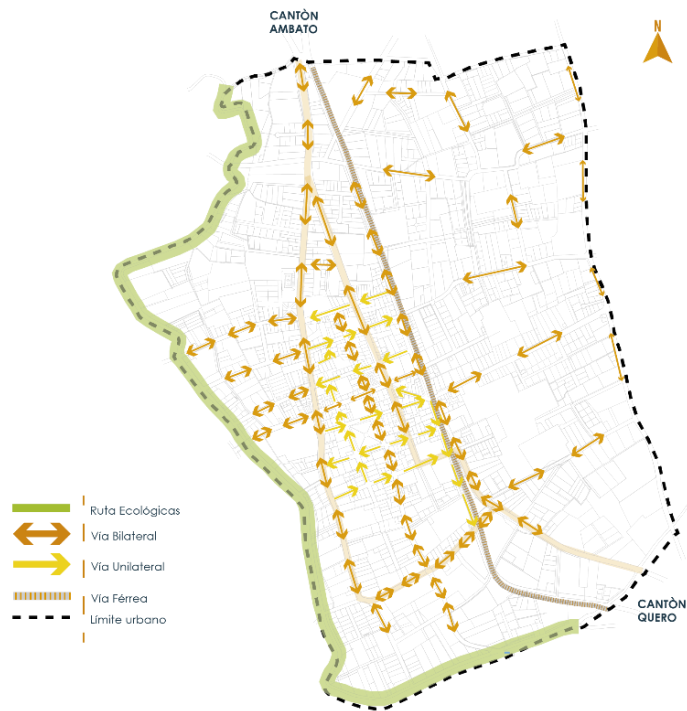 CANTÒN
AMBATO
N
Ruta Ecológicas
Vía Bilateral
Vía Unilateral
Vía Férrea
Límite urbano
CANTÒN
QUERO